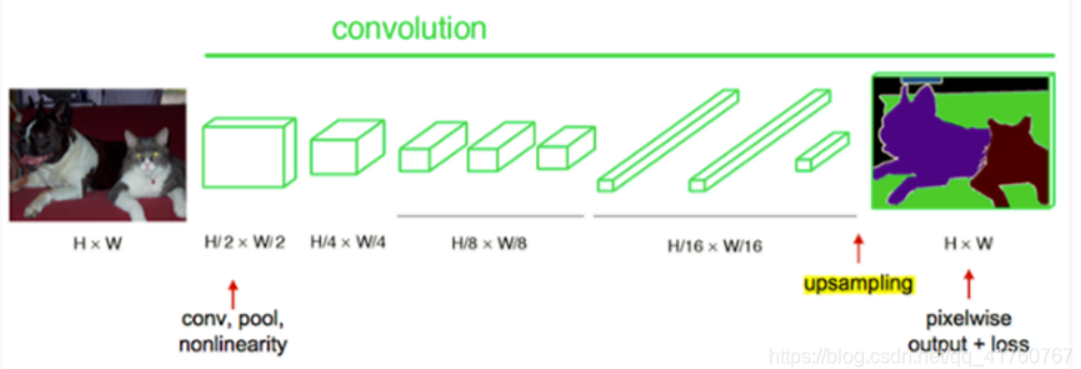 convolution
H × W
H/2 × W/2
H/4 × W/4
H/8 × W/8
H/16 × W/16
H × W
conv, pool,
nonlinearity
upsampling
pixelwise
output + loss
https://blog.csdn.net/qq_41760767